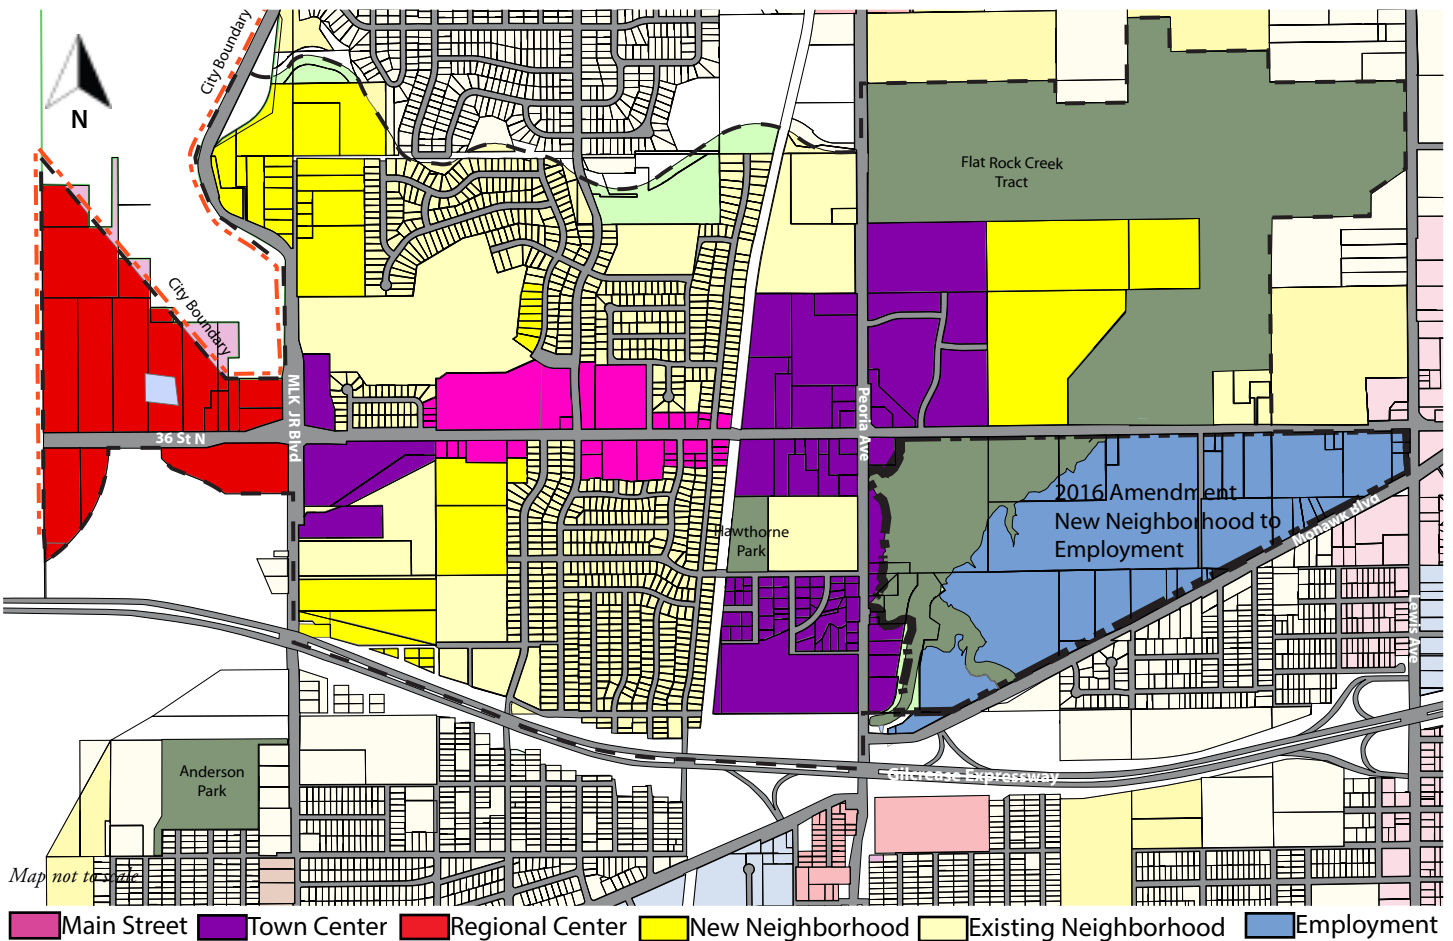 City Boundary
N
Flat Rock Creek
Tract
City Boundary
MLK JR Blvd
Peoria Ave
36 St N
2016 Amendment
New Neighborhood to
Employment
Mohawk Blvd
Hawthorne
Park
Lewis Ave
Anderson
Park
Gilcrease Expressway
Map not to scale
Main Street
Town Center
Regional Center
New Neighborhood
Existing Neighborhood
Employment